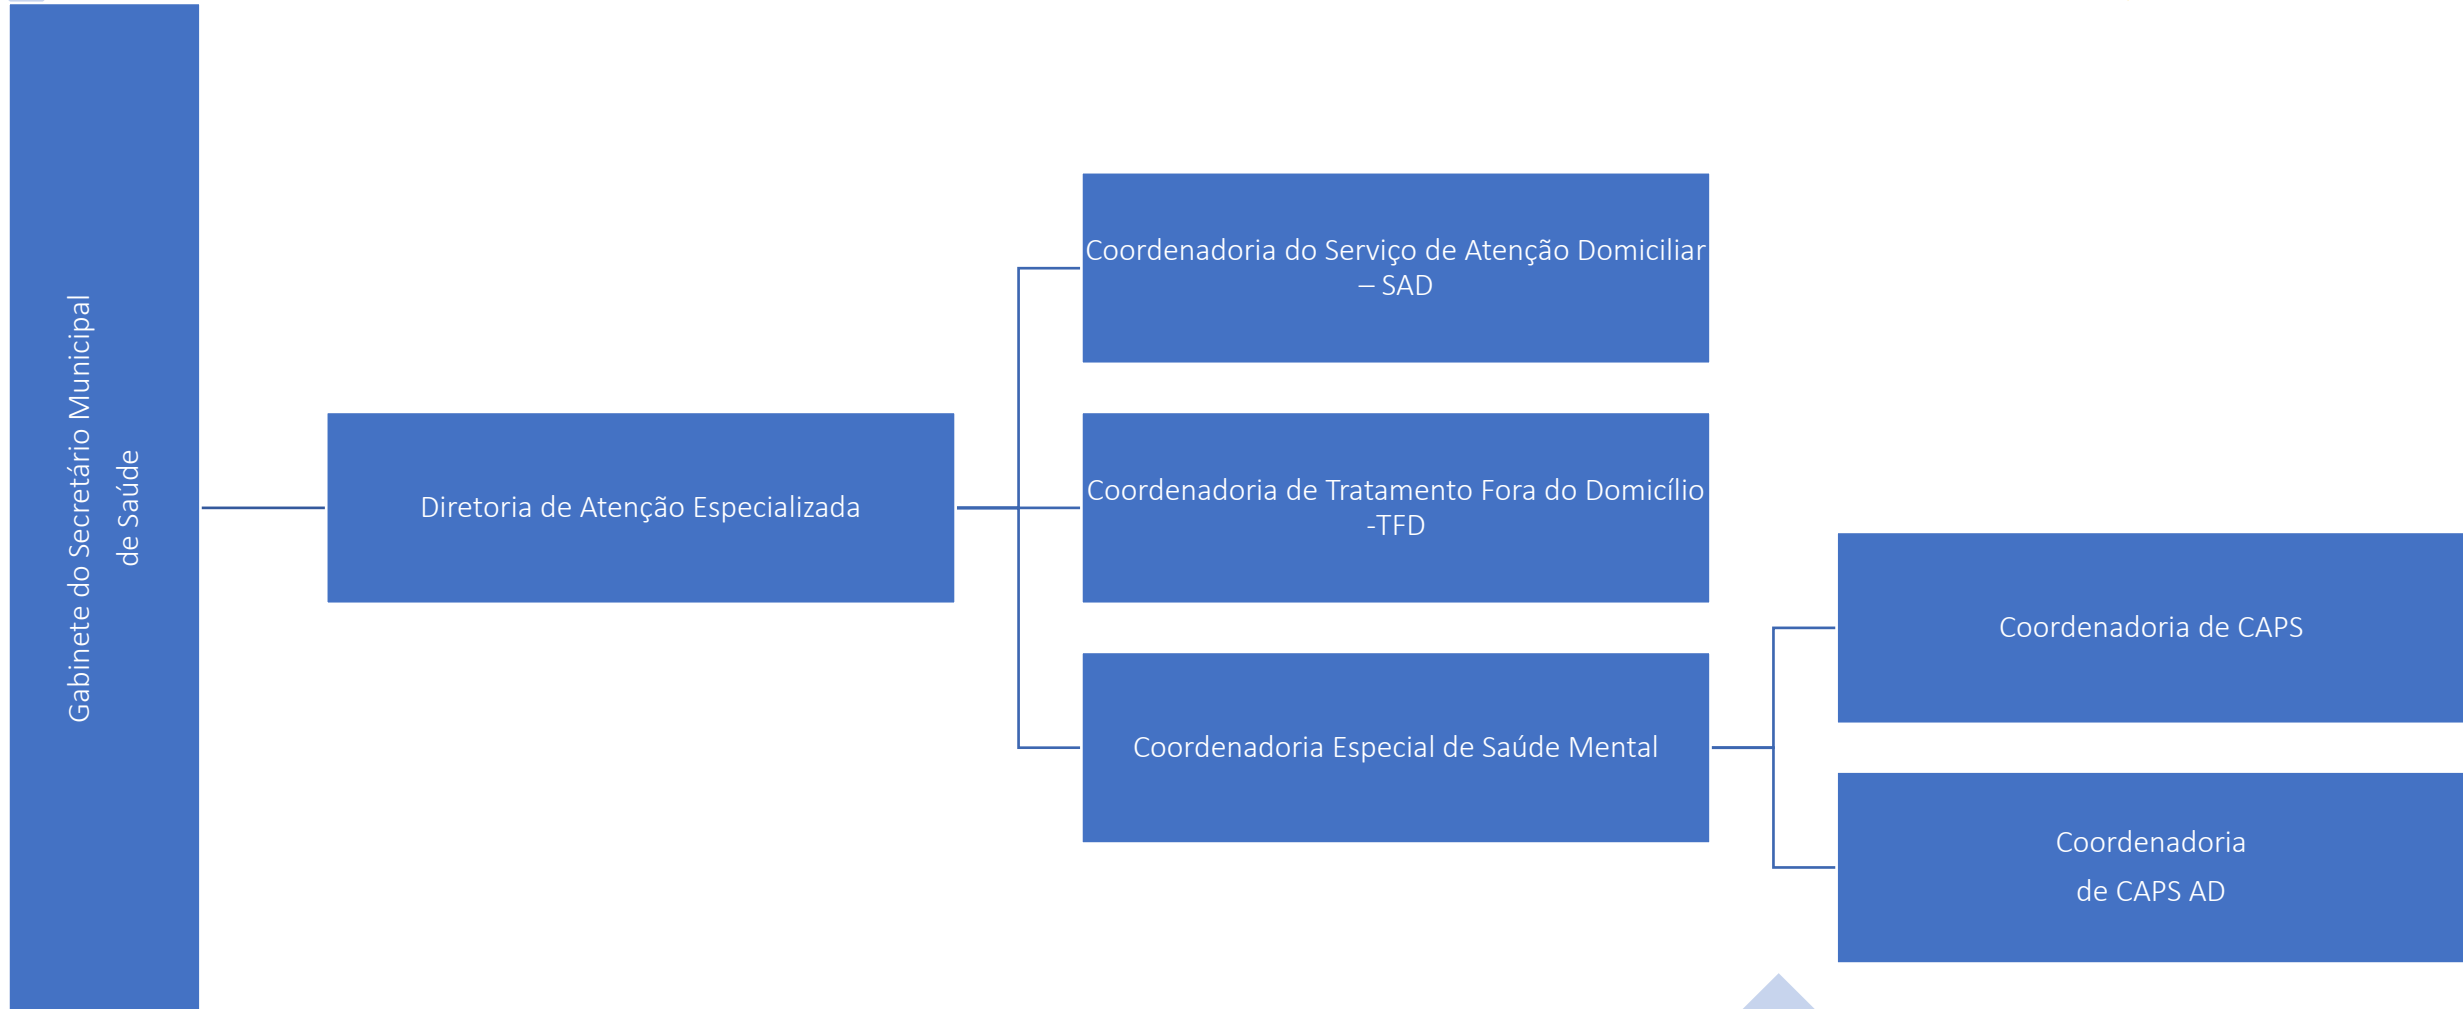 Gabinete do Secretário Municipal
de Saúde
Diretoria de Atenção Especializada
Coordenadoria do Serviço de Atenção Domiciliar
– SAD
Coordenadoria de Tratamento Fora do Domicílio
-TFD
Coordenadoria Especial de Saúde Mental
Coordenadoria de CAPS
Coordenadoria
de CAPS AD